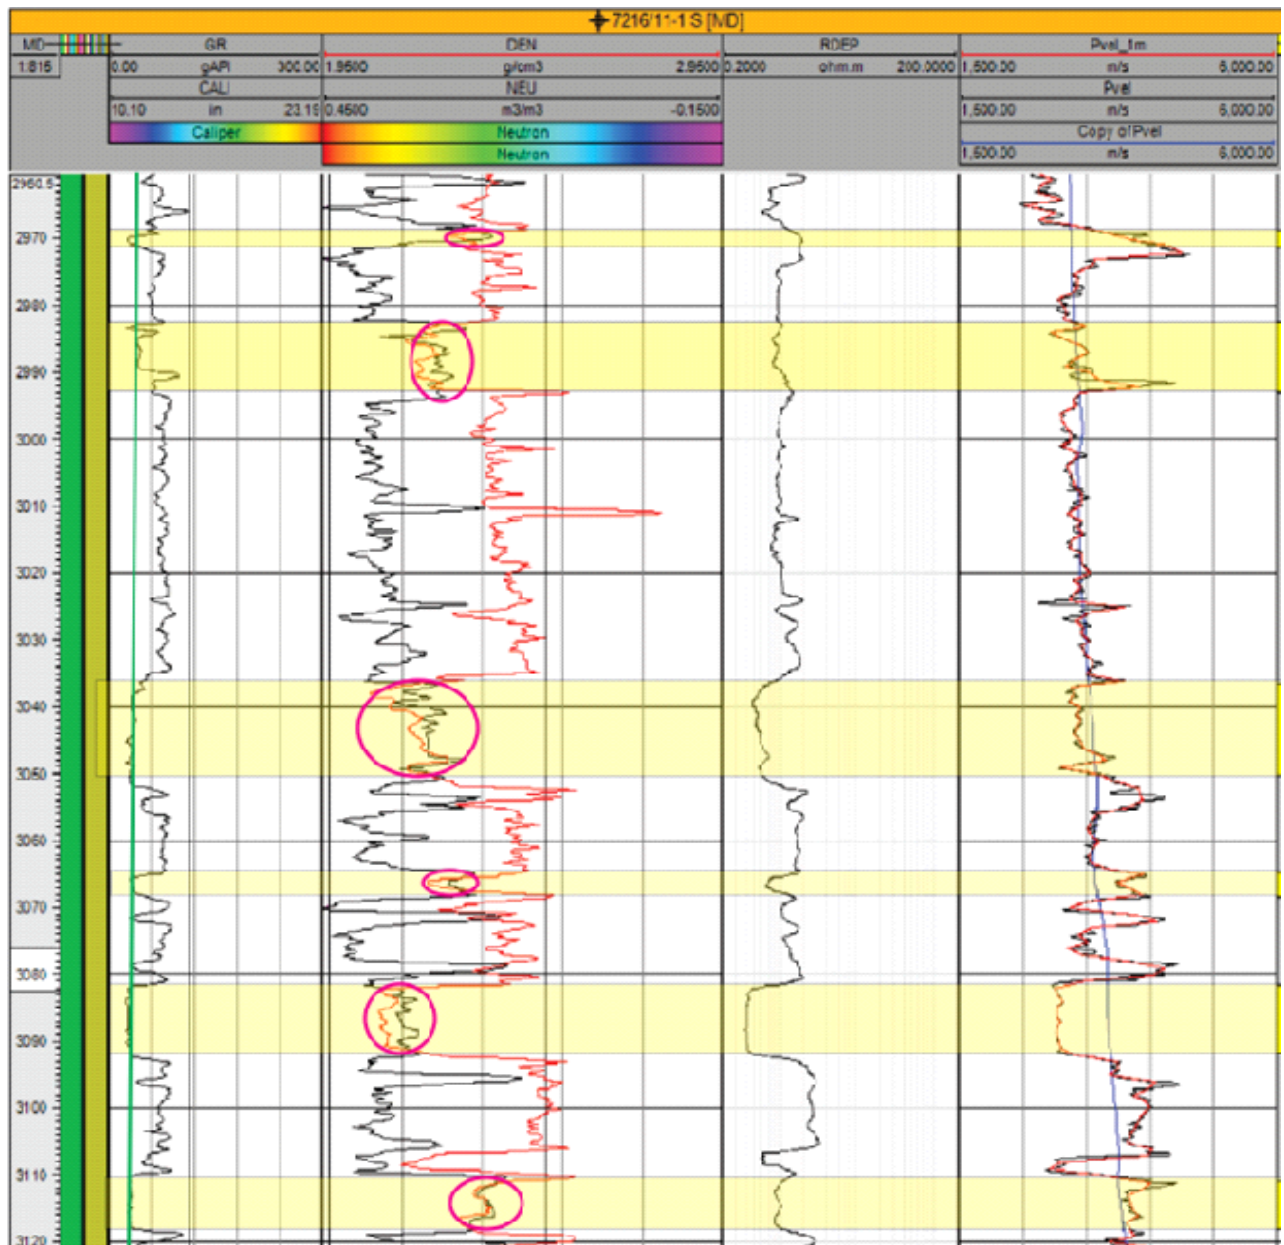 7216/11-1 S [MD]
MD GR DEN RDEP Pvel_1m
1:815 0.00 gAPI 300.00 1.9500 g/cm3 2.9500 0.2000 ohm.m 200.0000 1,500.00 m/s 6,000.00
CALI NEU Pvel
10.10 in 23.19 0.4500 m3/m3 -0.1500 1,500.00 m/s 6,000.00
Caliper Neutron Copy of Pvel
Neutron 1,500.00 m/s 6,000.00
2960.5
2970
2980
2990
3000
3010
3020
3030
3040
3050
3060
3070
3080
3090
3100
3110
3120